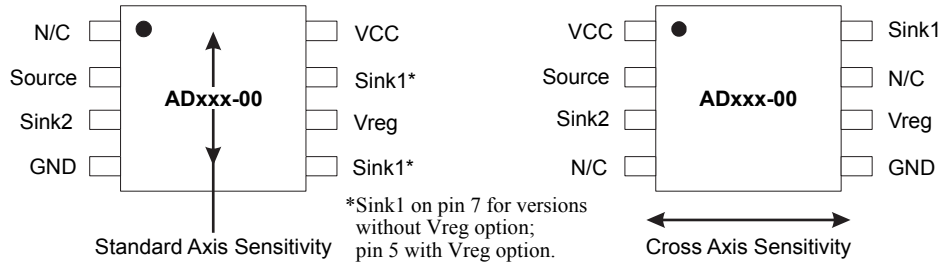 N/C VCC
Source Sink1*
ADxxx-00
Sink2 Vreg
GND Sink1*
Standard Axis Sensitivity
*Sink1 on pin 7 for versions
without Vreg option;
pin 5 with Vreg option.
VCC Sink1
Source N/C
ADxxx-00
Sink2 Vreg
N/C GND
Cross Axis Sensitivity